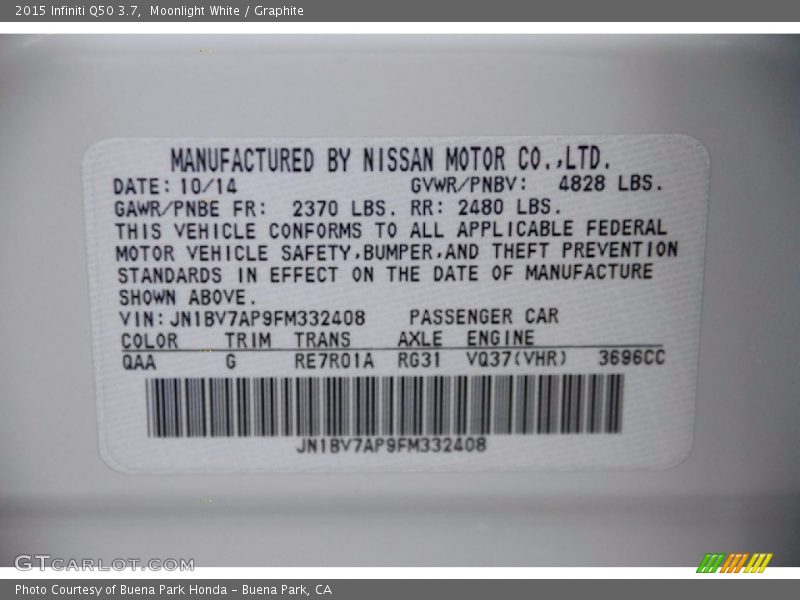 2015 Infiniti Q50 3.7, Moonlight White / Graphite
MANUFACTURED BY NISSAN MOTOR CO.,LTD.
DATE: 10/14 GVWR/PNBV: 4828 LBS.
GAWR/PNBE FR: 2370 LBS. RR: 2480 LBS.
THIS VEHICLE CONFORMS TO ALL APPLICABLE FEDERAL
MOTOR VEHICLE SAFETY,BUMPER,AND THEFT PREVENTION
STANDARDS IN EFFECT ON THE DATE OF MANUFACTURE
SHOWN ABOVE.
VIN: JN1BV7AP9FM332408 PASSENGER CAR
COLOR TRIM TRANS AXLE ENGINE
QAA G RE7R01A RG31 VQ37(VHR) 3696CC
JN1BV7AP9FM332408
GTCARLOT.COM
Photo Courtesy of Buena Park Honda - Buena Park, CA